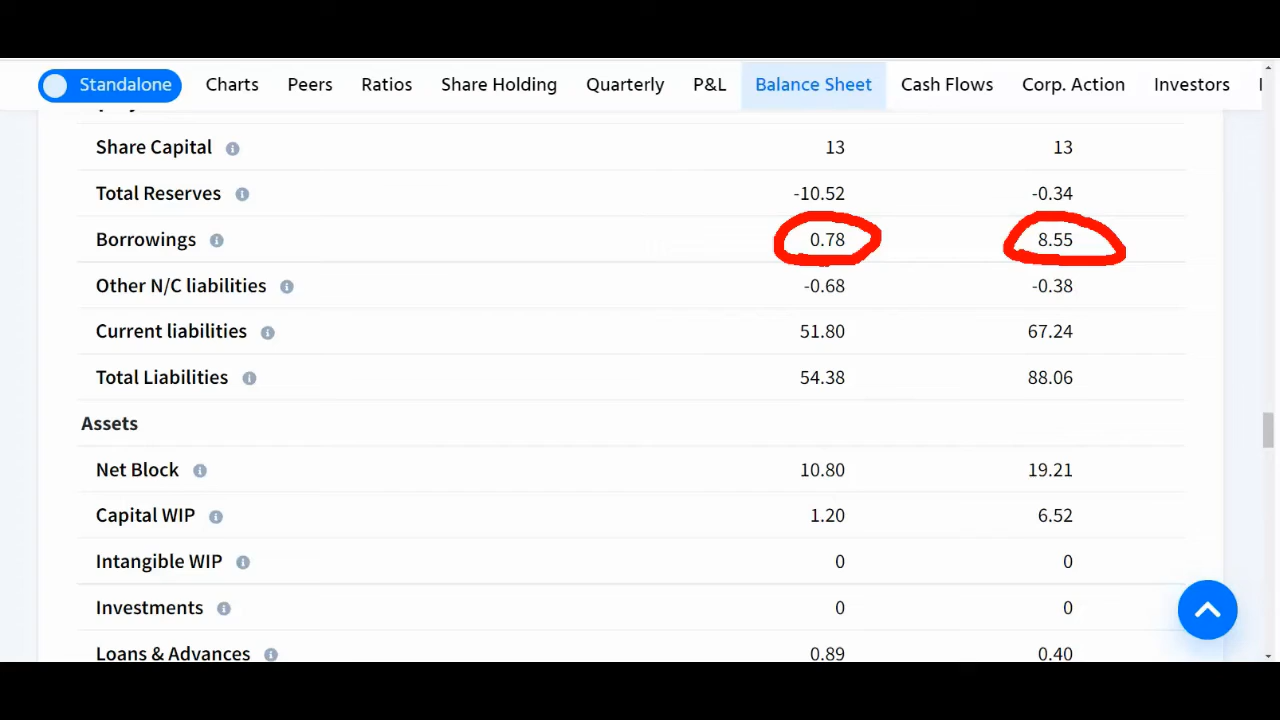 Standalone Charts Peers Ratios Share Holding Quarterly P&L Balance Sheet Cash Flows Corp. Action Investors
Share Capital 13 13
Total Reserves -10.52 -0.34
Borrowings 0.78 8.55
Other N/C liabilities -0.68 -0.38
Current liabilities 51.80 67.24
Total Liabilities 54.38 88.06
Assets
Net Block 10.80 19.21
Capital WIP 1.20 6.52
Intangible WIP 0 0
Investments 0 0
Loans & Advances 0.89 0.40